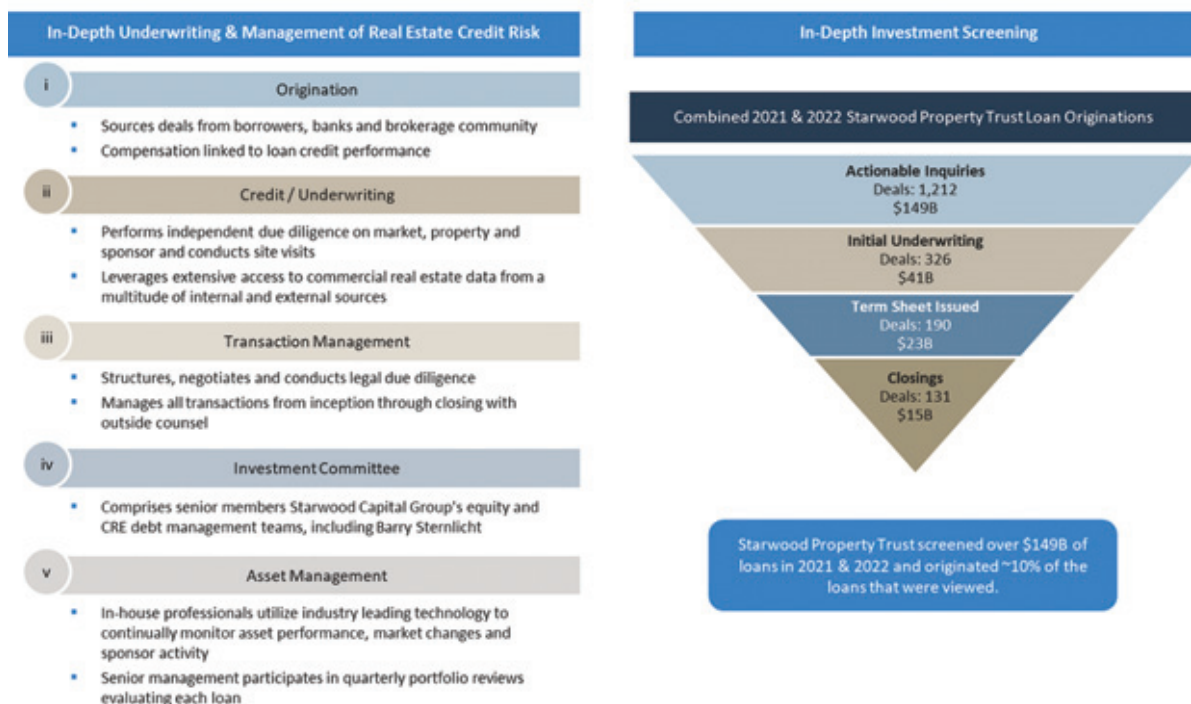 In-Depth Underwriting & Management of Real Estate Credit Risk
i
Origination
Sources deals from borrowers, banks and brokerage community
Compensation linked to loan credit performance
ii
Credit / Underwriting
Performs independent due diligence on market, property and
sponsor and conducts site visits
Leverages extensive access to commercial real estate data from a
multitude of internal and external sources
iii
Transaction Management
Structures, negotiates and conducts legal due diligence
Manages all transactions from inception through closing with
outside counsel
iv
Investment Committee
Comprises senior members Starwood Capital Group's equity and
CRE debt management teams, including Barry Sternlicht
v
Asset Management
In-house professionals utilize industry leading technology to
continually monitor asset performance, market changes and
sponsor activity
Senior management participates in quarterly portfolio reviews
evaluating each loan
In-Depth Investment Screening
Combined 2021 & 2022 Starwood Property Trust Loan Originations
Actionable Inquiries
Deals: 1,212
$149B
Initial Underwriting
Deals: 326
$41B
Term Sheet Issued
Deals: 190
$23B
Closings
Deals: 131
$15B
Starwood Property Trust screened over $149B of
loans in 2021 & 2022 and originated ~10% of the
loans that were viewed.